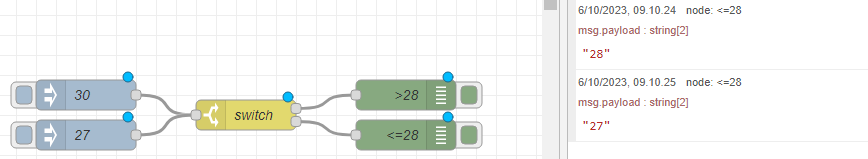 30
27
switch
>28
<=28
6/10/2023, 09.10.24 node: <=28
msg.payload : string[2]
"28"
6/10/2023, 09.10.25 node: <=28
msg.payload : string[2]
"27"